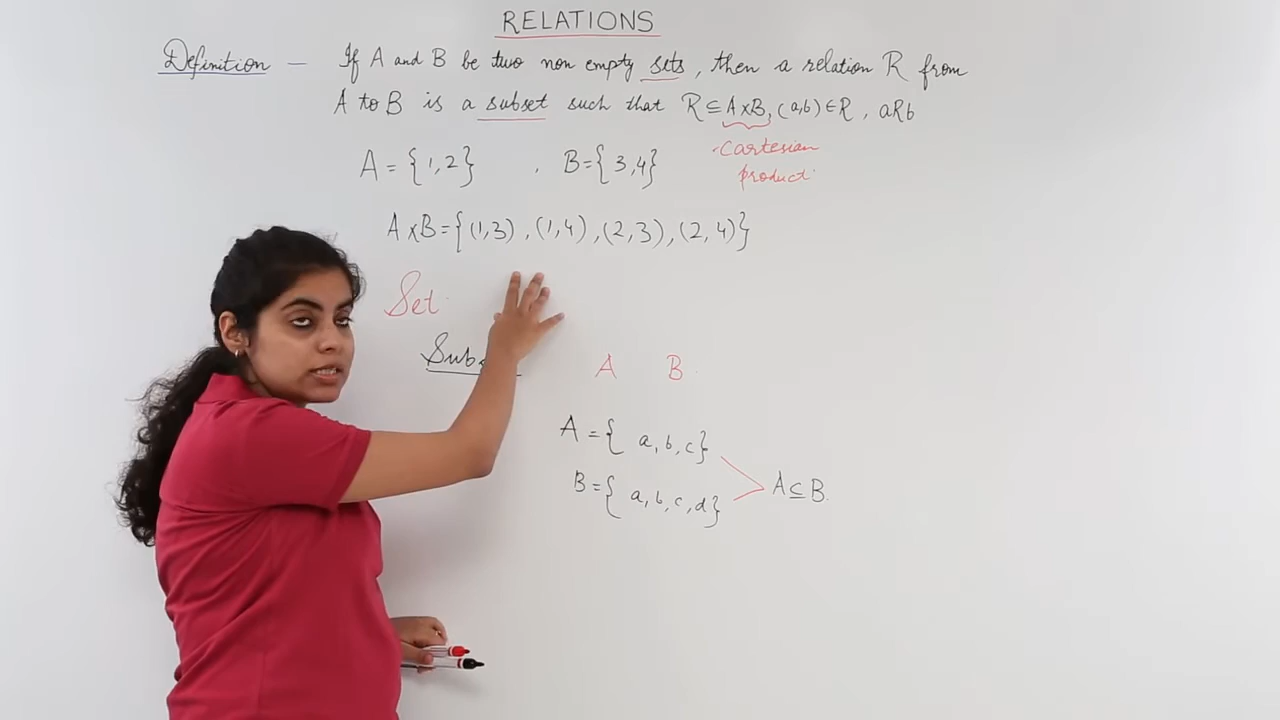 RELATIONS
Definition — If A and B be two non empty sets, then a relation R from
A to B is a subset such that R ⊆ A×B, (a,b) ∈ R, aRb
Cartesian
product
A = {1,2} , B = {3,4}
A×B = {(1,3), (1,4), (2,3), (2,4)}
Set
A B
A = { a, b, c}
B = { a, b, c, d}
A ⊆ B.